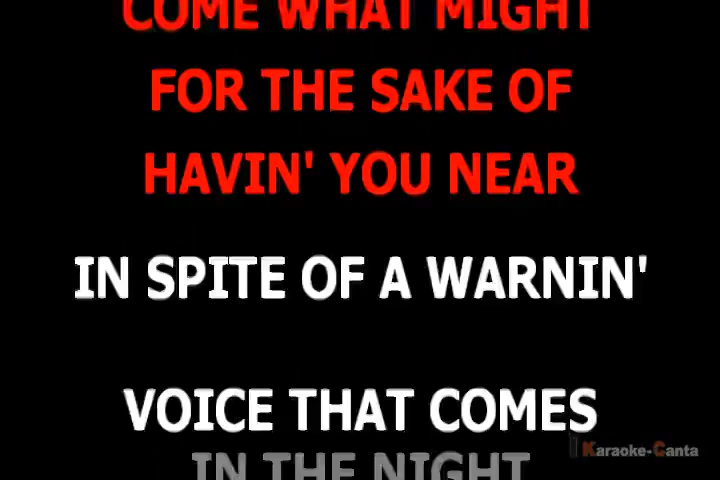 COME WHAT MIGHT
FOR THE SAKE OF
HAVIN' YOU NEAR
IN SPITE OF A WARNIN'
VOICE THAT COMES
IN THE NIGHT
Karaoke-Canta